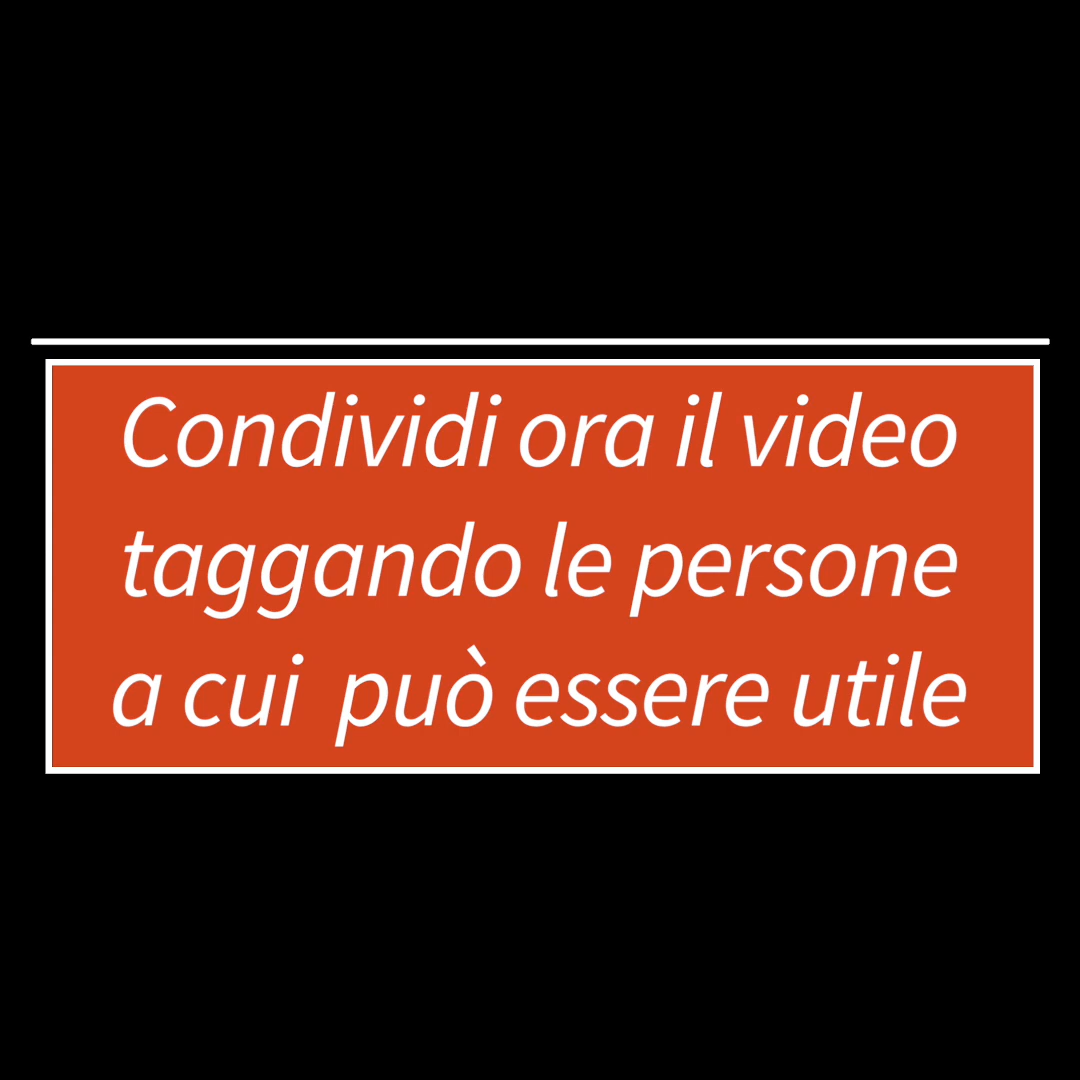 Condividi ora il video
taggando le persone
a cui  può essere utile